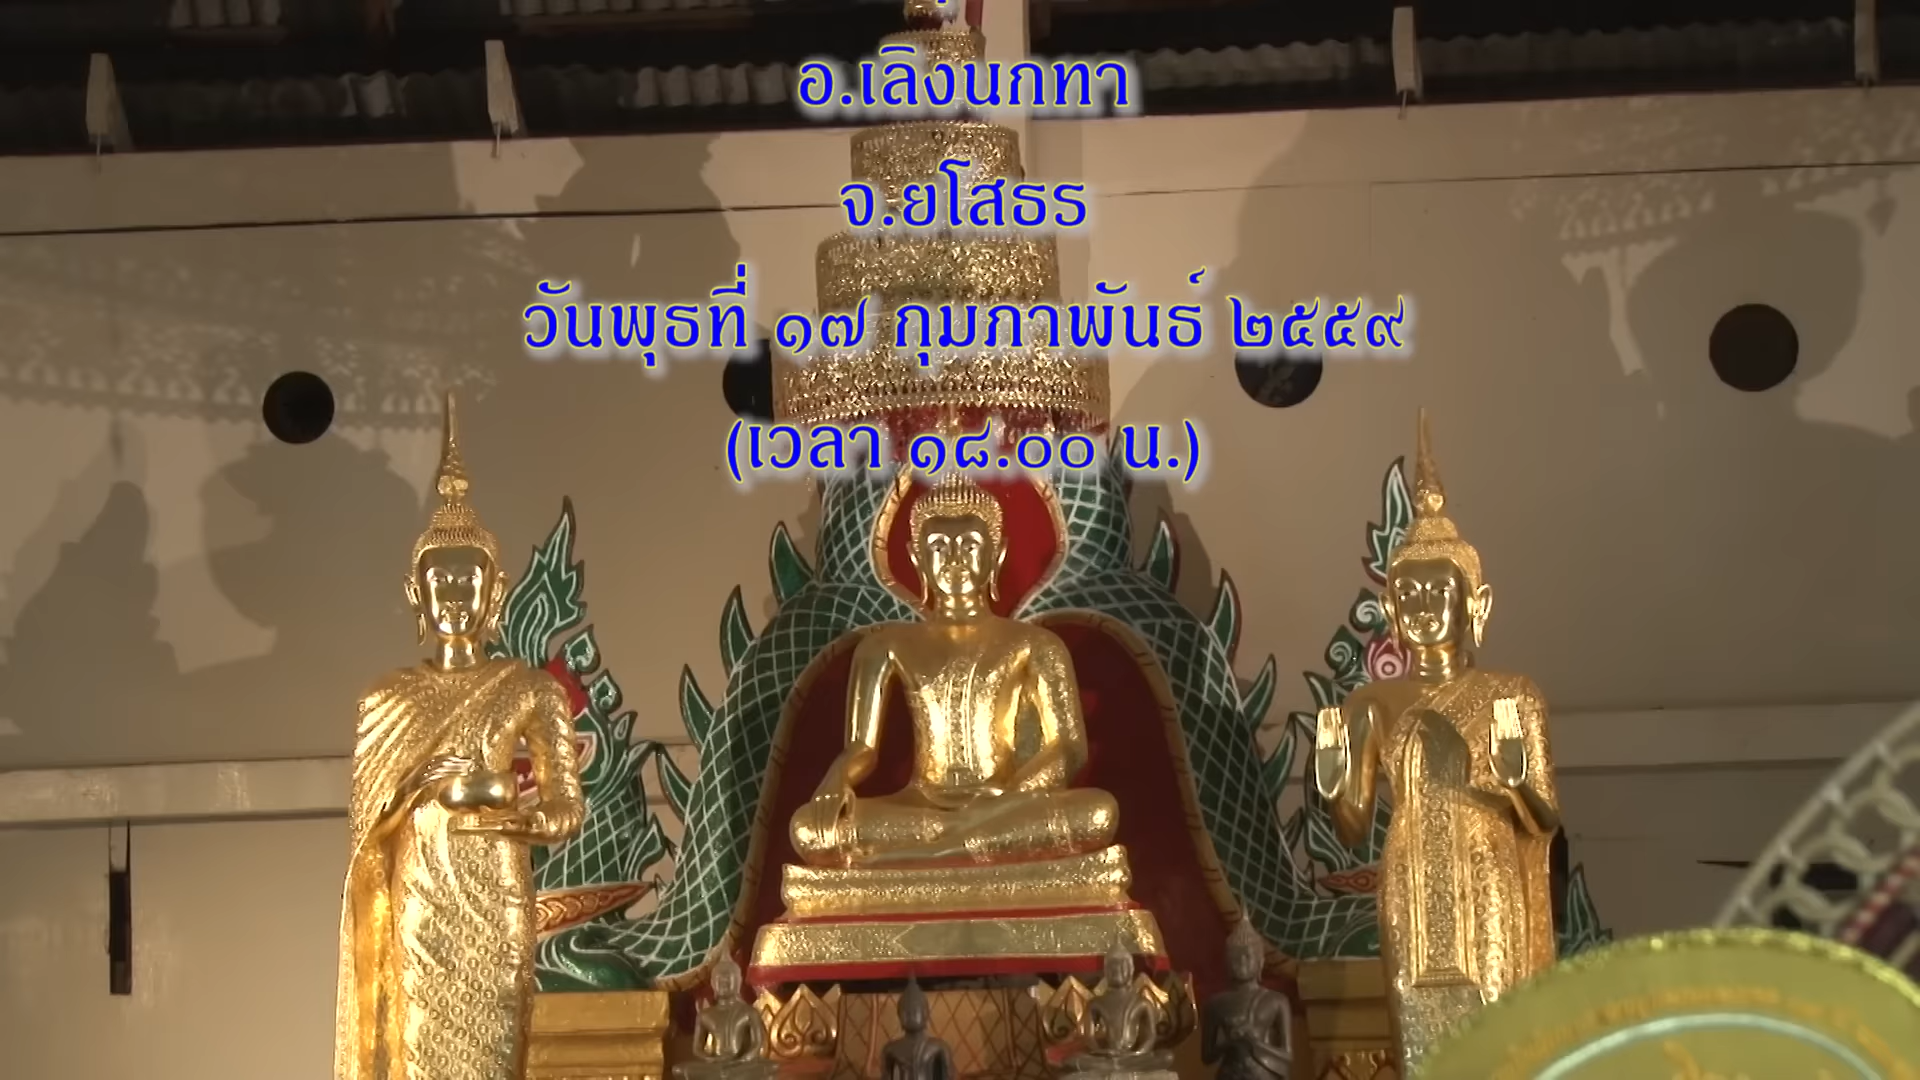 อ.เลิงนกทา
จ.ยโสธร
วันพุธที่ ๑๗ กุมภาพันธ์ ๒๕๕๙
(เวลา ๑๘.๐๐ น.)